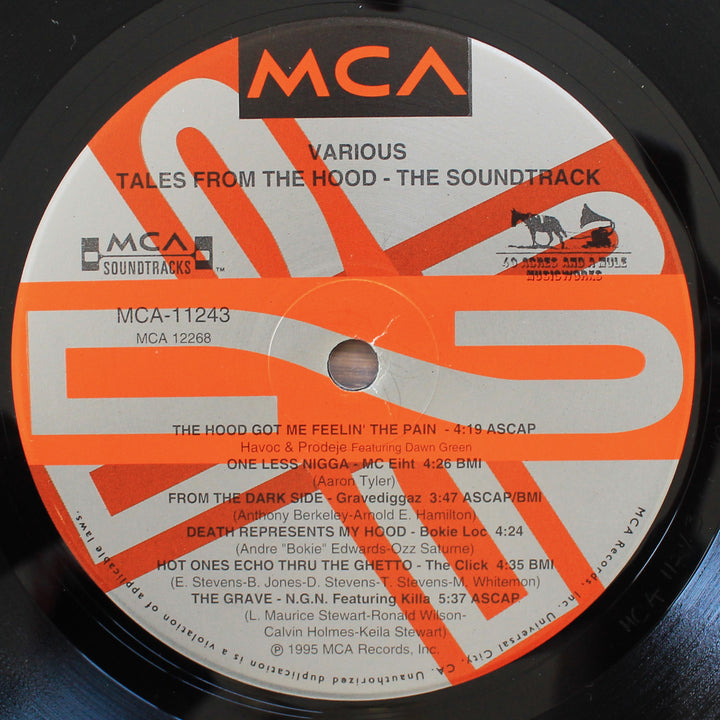 MCA
VARIOUS
TALES FROM THE HOOD - THE SOUNDTRACK
MCA
SOUNDTRACKS
™
40 ACRES AND A MULE
MUSICWORKS
MCA-11243
MCA 12268
THE HOOD GOT ME FEELIN' THE PAIN - 4:19 ASCAP
Havoc & Prodeje Featuring Dawn Green
ONE LESS NIGGA - MC Eiht 4:26 BMI
(Aaron Tyler)
FROM THE DARK SIDE - Gravediggaz 3:47 ASCAP/BMI
(Anthony Berkeley-Arnold E. Hamilton)
DEATH REPRESENTS MY HOOD - Bokie Loc 4:24
(Andre "Bokie" Edwards-Ozz Saturne)
HOT ONES ECHO THRU THE GHETTO - The Click 4:35 BMI
(E. Stevens-B. Jones-D. Stevens-T. Stevens-M. Whitemon)
THE GRAVE - N.G.N. Featuring Killa 5:37 ASCAP
(L. Maurice Stewart-Ronald Wilson-
Calvin Holmes-Keila Stewart)
℗ 1995 MCA Records, Inc.
MCA Records, Inc. Universal City, CA. Unauthorized duplication is a violation of applicable laws.